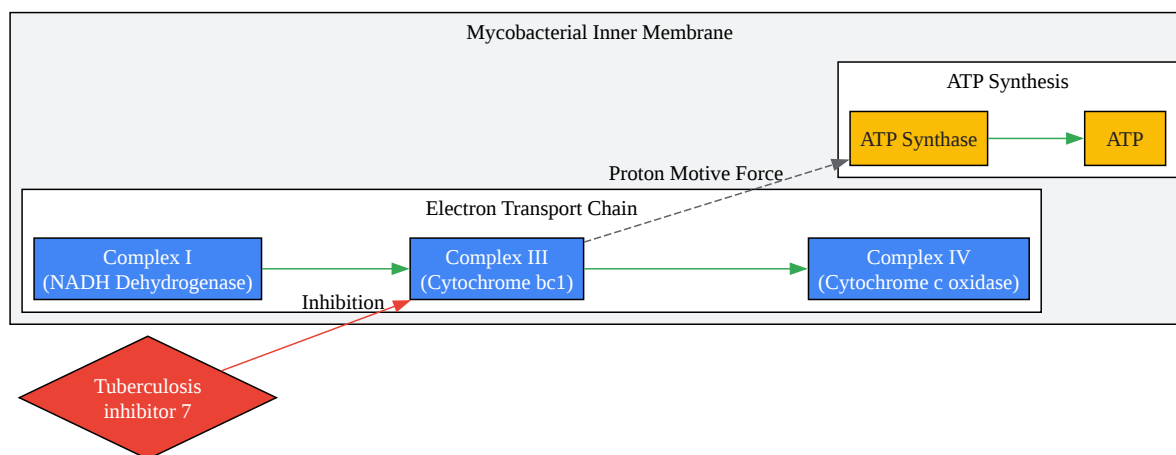 Mycobacterial Inner Membrane
ATP Synthesis
ATP Synthase
ATP
Proton Motive Force
Electron Transport Chain
Complex I
(NADH Dehydrogenase)
Complex III
(Cytochrome bc1)
Complex IV
(Cytochrome c oxidase)
Inhibition
Tuberculosis
inhibitor 7